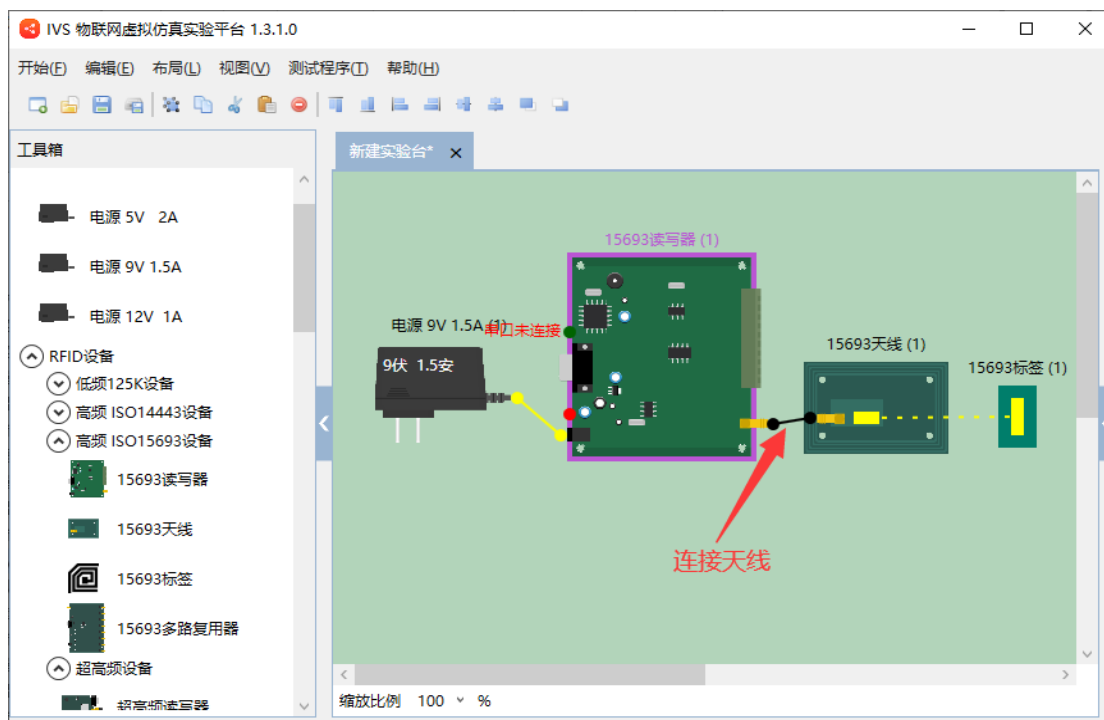 IVS 物联网虚拟仿真实验平台 1.3.1.0
开始(F) 编辑(E) 布局(L) 视图(V) 测试程序(T) 帮助(H)
工具箱
新建实验台*
电源 5V 2A
电源 9V 1.5A
电源 12V 1A
RFID设备
低频125K设备
高频 ISO14443设备
高频 ISO15693设备
15693读写器
15693天线
15693标签
15693多路复用器
超高频设备
超高频读写器
15693读写器 (1)
电源 9V 1.5A (1)
串口未连接
9伏 1.5安
15693天线 (1)
15693标签 (1)
连接天线
缩放比例 100 %